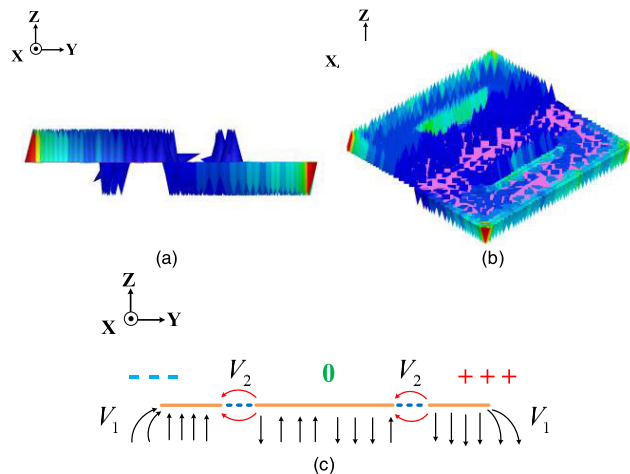 Z
X Y
(a)
Z
X
(b)
Z
X Y
- - - V2 0 V2 + + +
V1 V1
(c)